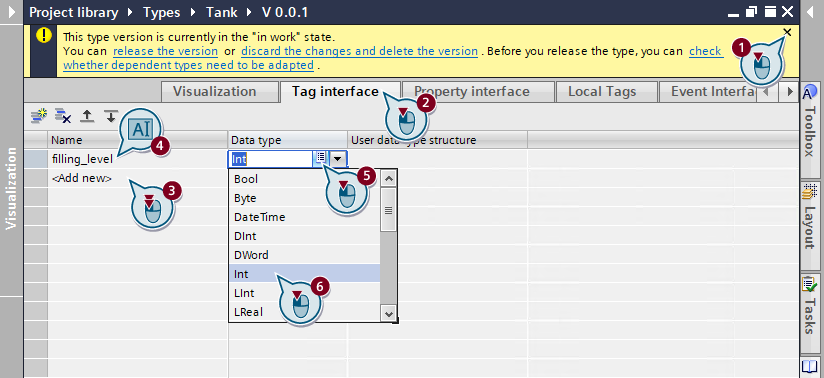 Project library ▸ Types ▸ Tank ▸ V 0.0.1
This type version is currently in the "in work" state.
You can release the version or discard the changes and delete the version . Before you release the type, you can check
whether dependent types need to be adapted .
1
Visualization
Tag interface
Property interface
Local Tags
Event Interfa
2
AI
4
Name
Data type
User data type structure
filling_level
Int
5
<Add new>
3
Bool
Byte
DateTime
DInt
DWord
Int
LInt
LReal
6
Visualization
Toolbox
Layout
Tasks